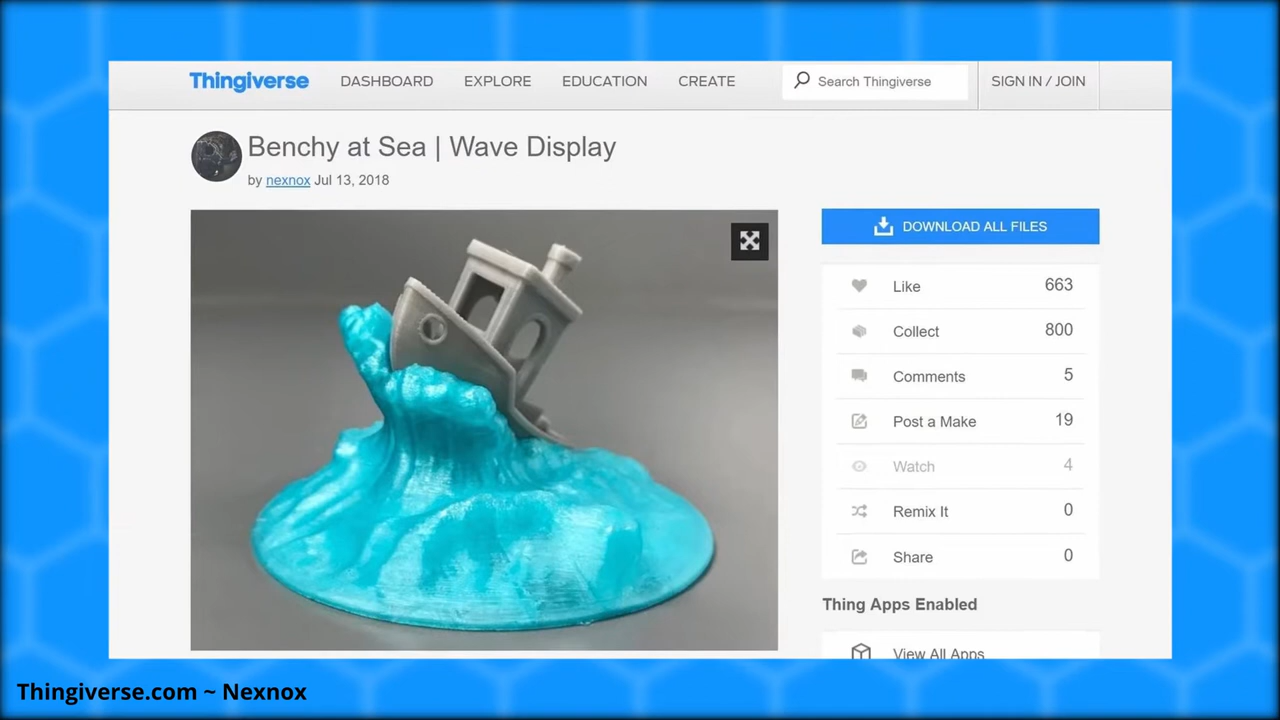 Thingiverse DASHBOARD EXPLORE EDUCATION CREATE Search Thingiverse SIGN IN / JOIN
Benchy at Sea | Wave Display
by nexnox Jul 13, 2018
DOWNLOAD ALL FILES
Like 663
Collect 800
Comments 5
Post a Make 19
Watch 4
Remix It 0
Share 0
Thing Apps Enabled
View All Apps
Thingiverse.com ~ Nexnox